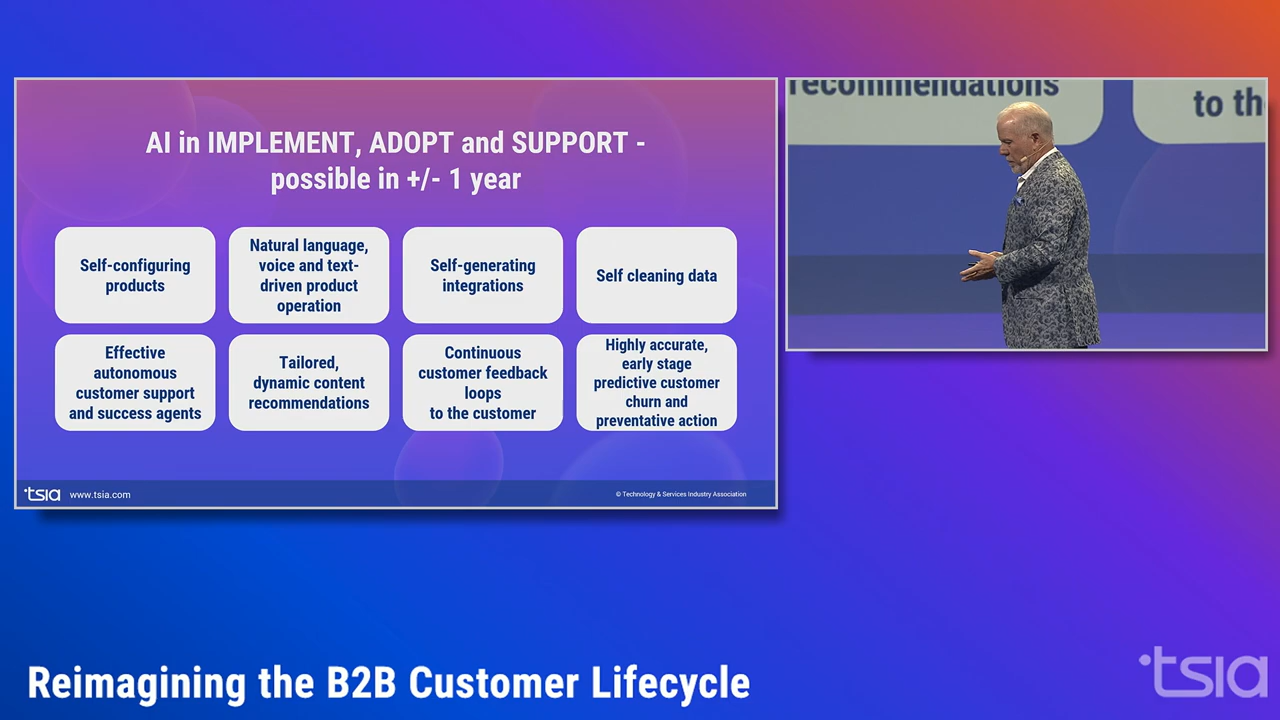 AI in IMPLEMENT, ADOPT and SUPPORT -
possible in +/- 1 year
Self-configuring
products
Natural language,
voice and text-
driven product
operation
Self-generating
integrations
Self cleaning data
Effective
autonomous
customer support
and success agents
Tailored,
dynamic content
recommendations
Continuous
customer feedback
loops
to the customer
Highly accurate,
early stage
predictive customer
churn and
preventative action
tsia www.tsia.com
© Technology & Services Industry Association
recommendations
to th
Reimagining the B2B Customer Lifecycle
tsia